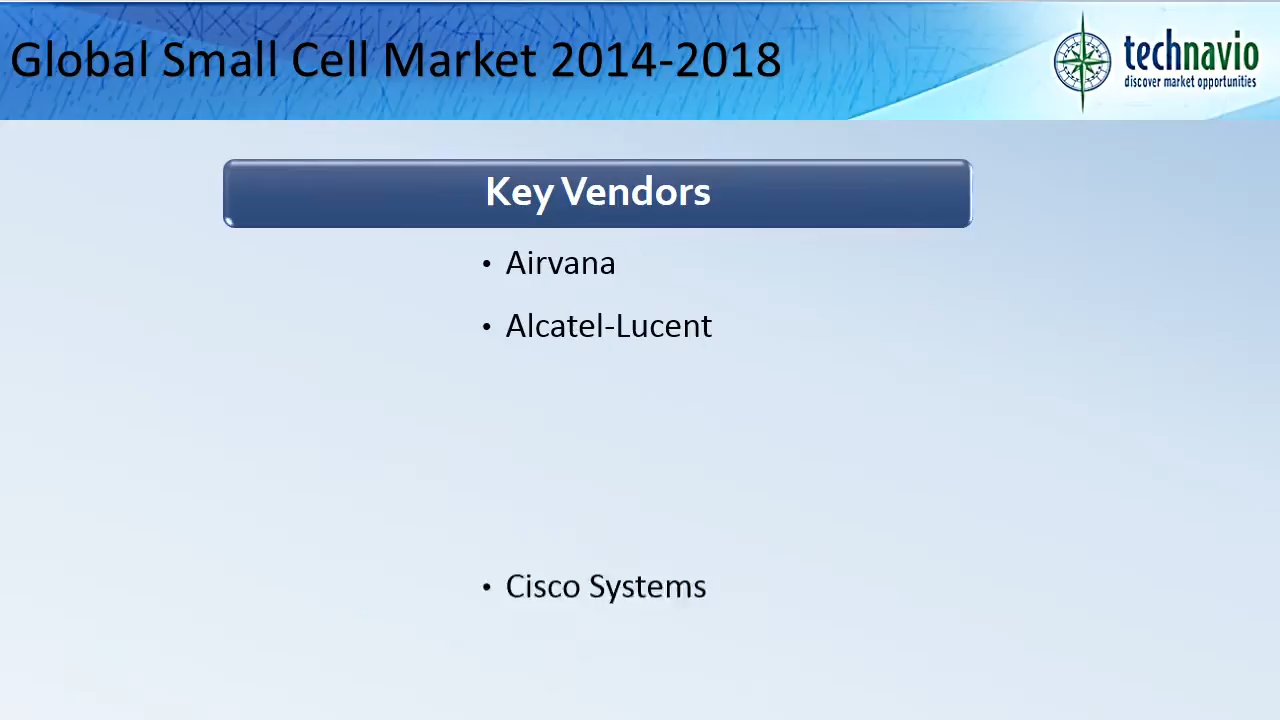 Global Small Cell Market 2014-2018
technavio
discover market opportunities
Key Vendors
• Airvana
• Alcatel-Lucent
• Cisco Systems